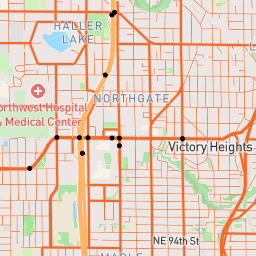 HALLER
LAKE
NORTHGATE
Northwest Hospital
& Medical Center
Victory Heights
NE 94th St
MAPLE